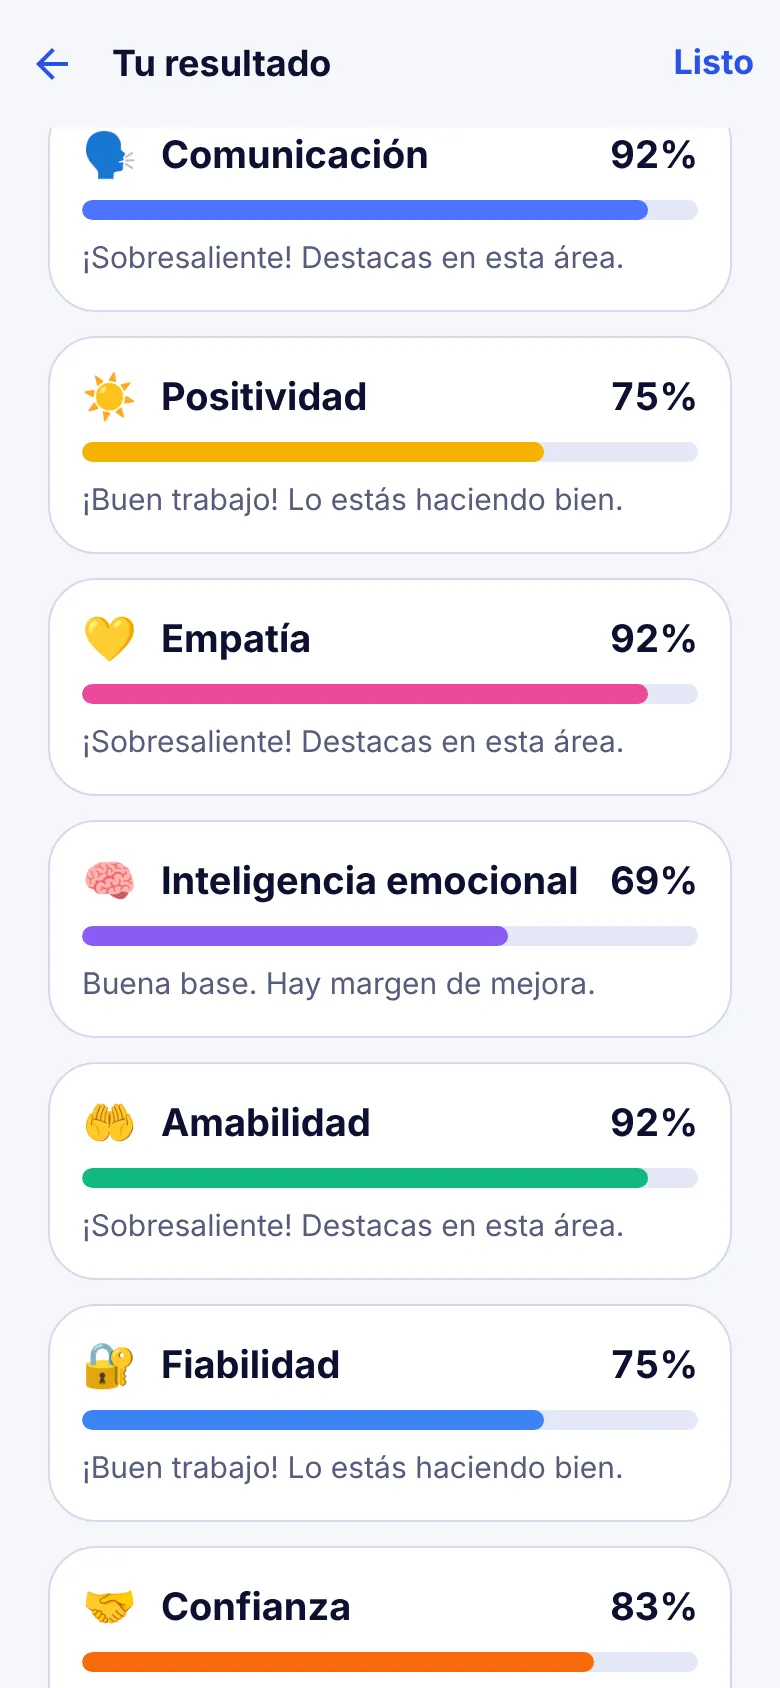 Tu resultado
Listo
Comunicación 92%
¡Sobresaliente! Destacas en esta área.
Positividad 75%
¡Buen trabajo! Lo estás haciendo bien.
Empatía 92%
¡Sobresaliente! Destacas en esta área.
Inteligencia emocional 69%
Buena base. Hay margen de mejora.
Amabilidad 92%
¡Sobresaliente! Destacas en esta área.
Fiabilidad 75%
¡Buen trabajo! Lo estás haciendo bien.
Confianza 83%